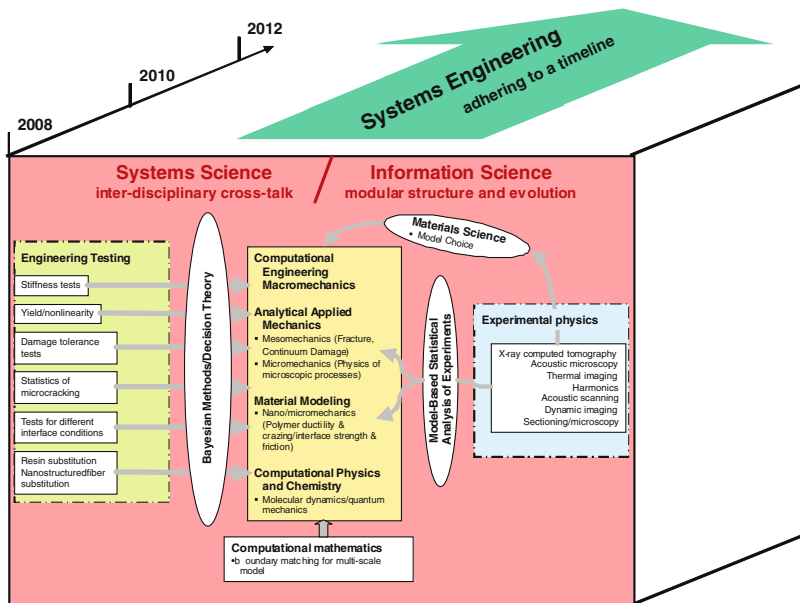 2012
2010
2008
Systems Engineering
adhering to a timeline
Systems Science
inter-disciplinary cross-talk
/
Information Science
modular structure and evolution
Engineering Testing
Stiffness tests
Yield/nonlinearity
Damage tolerance
tests
Statistics of
microcracking
Tests for different
interface conditions
Resin substitution
Nanostructuredfiber
substitution
Bayesian Methods/Decision Theory
Computational
Engineering
Macromechanics
Analytical Applied
Mechanics
▪ Mesomechanics (Fracture,
Continuum Damage)
▪ Micromechanics (Physics of
microscopic processes)
Material Modeling
▪ Nano/micromechanics
(Polymer ductility &
crazing/interface strength &
friction)
Computational Physics
and Chemistry
▪ Molecular dynamics/quantum
mechanics
Computational mathematics
▪b oundary matching for multi-scale
model
Materials Science
• Model Choice
Model-Based Statistical
Analysis of Experiments
Experimental physics
X-ray computed tomography
Acoustic microscopy
Thermal imaging
Harmonics
Acoustic scanning
Dynamic imaging
Sectioning/microscopy